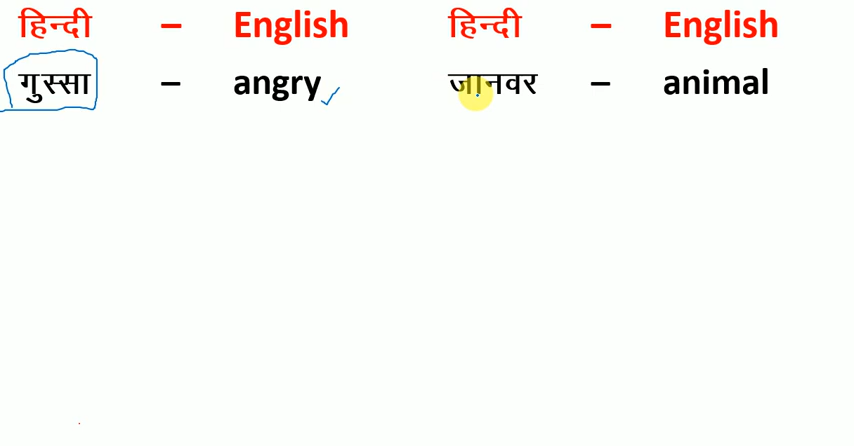 हिन्दी – English हिन्दी – English
गुस्सा – angry जानवर – animal